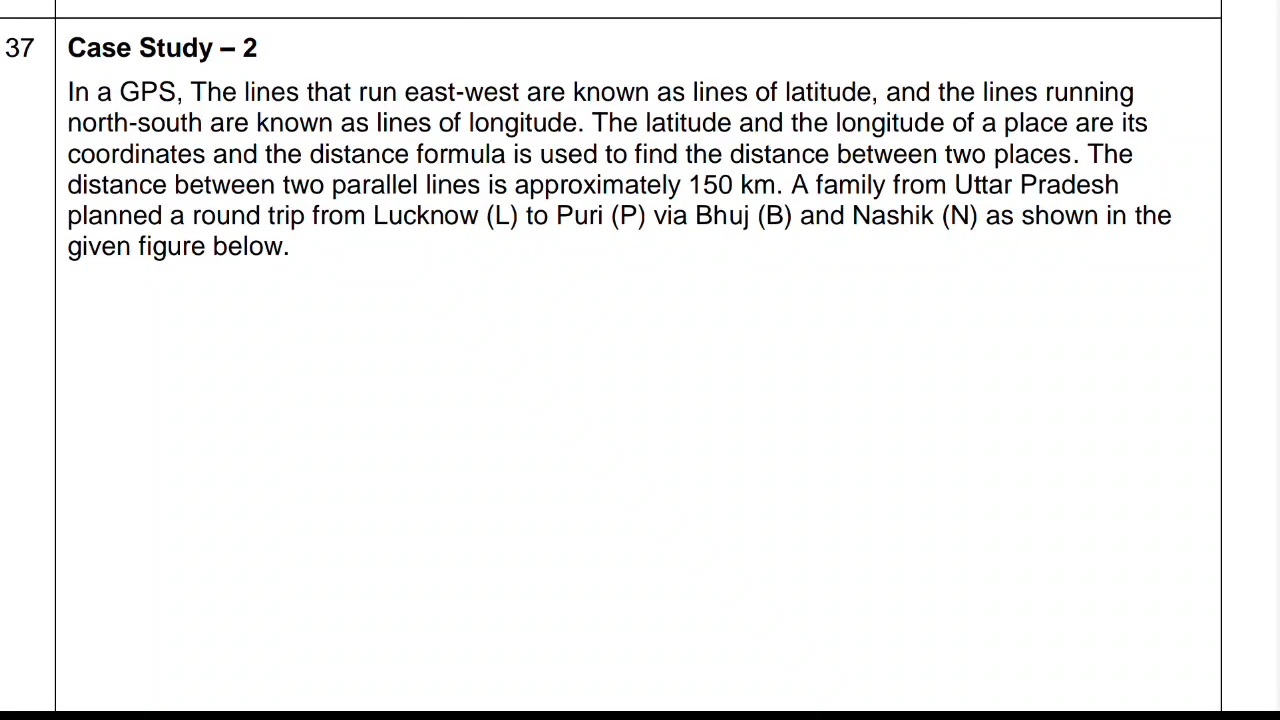 37
Case Study – 2
In a GPS, The lines that run east-west are known as lines of latitude, and the lines running
north-south are known as lines of longitude. The latitude and the longitude of a place are its
coordinates and the distance formula is used to find the distance between two places. The
distance between two parallel lines is approximately 150 km. A family from Uttar Pradesh
planned a round trip from Lucknow (L) to Puri (P) via Bhuj (B) and Nashik (N) as shown in the
given figure below.